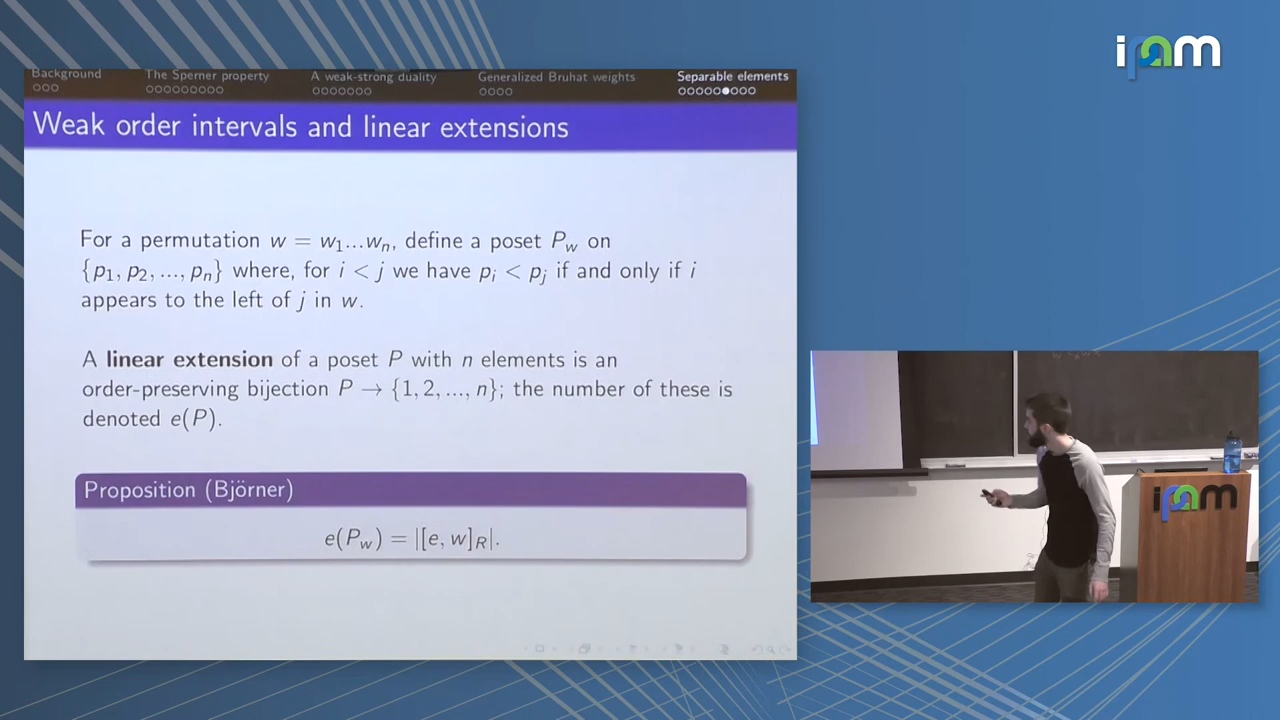 ipam
Background The Sperner property A weak-strong duality Generalized Bruhat weights Separable elements
Weak order intervals and linear extensions
For a permutation w = w₁...wₙ, define a poset P_w on
{p₁, p₂, ..., pₙ} where, for i < j we have pᵢ < pⱼ if and only if i
appears to the left of j in w.
A linear extension of a poset P with n elements is an
order-preserving bijection P → {1, 2, ..., n}; the number of these is
denoted e(P).
Proposition (Björner)
e(P_w) = |[e, w]_R|.
ipam